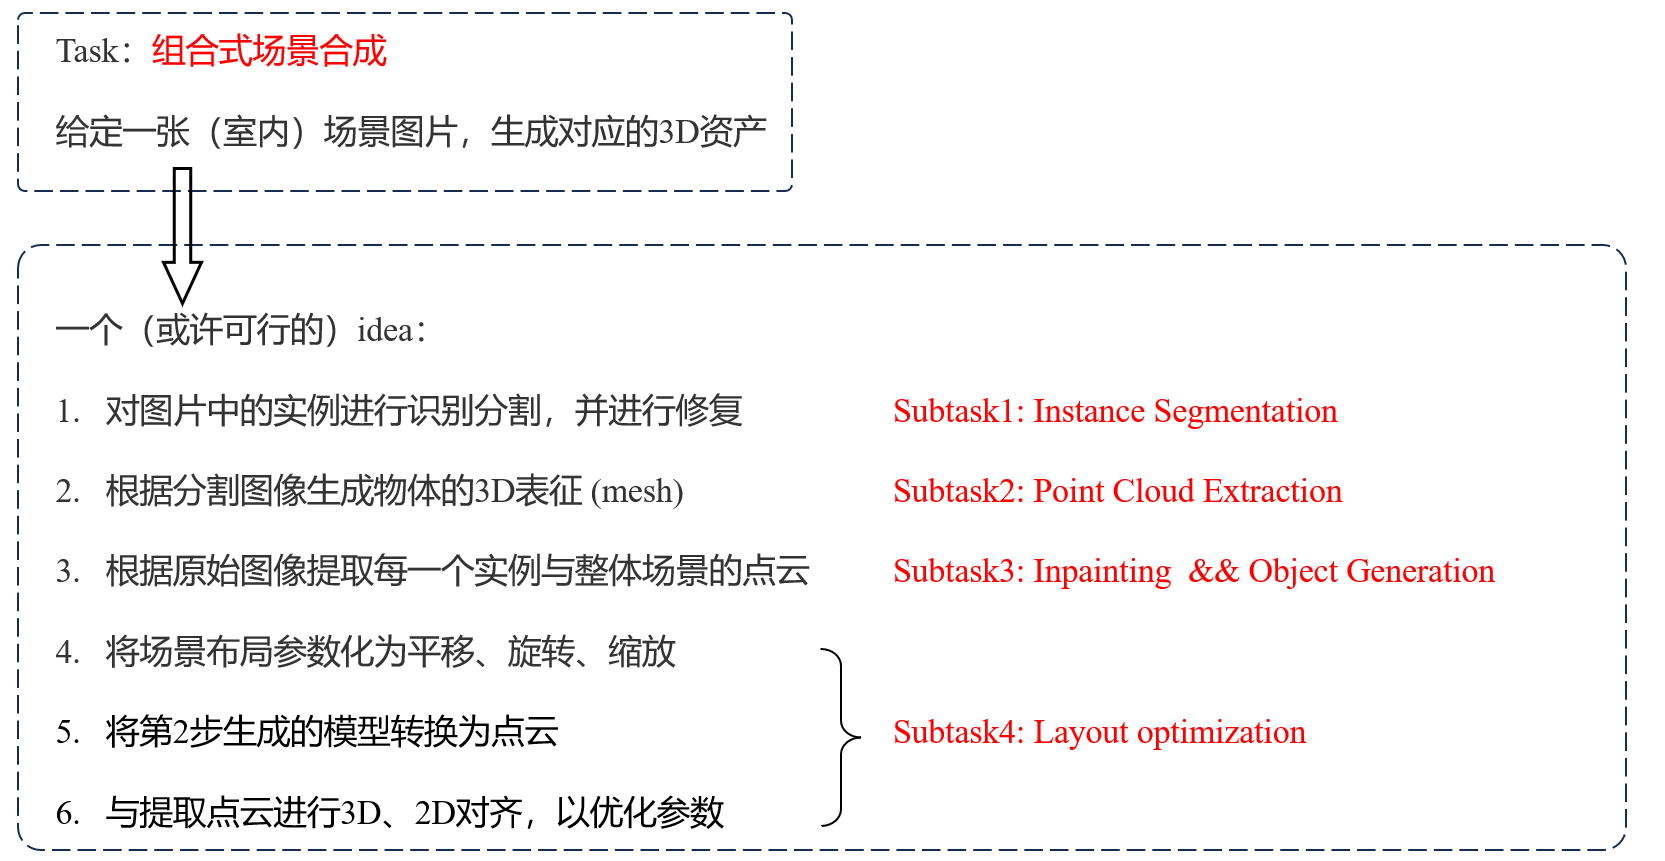 Task：组合式场景合成
给定一张（室内）场景图片，生成对应的3D资产
一个（或许可行的）idea：
1. 对图片中的实例进行识别分割，并进行修复 Subtask1: Instance Segmentation
2. 根据分割图像生成物体的3D表征 (mesh) Subtask2: Point Cloud Extraction
3. 根据原始图像提取每一个实例与整体场景的点云 Subtask3: Inpainting && Object Generation
4. 将场景布局参数化为平移、旋转、缩放
5. 将第2步生成的模型转换为点云 Subtask4: Layout optimization
6. 与提取点云进行3D、2D对齐，以优化参数